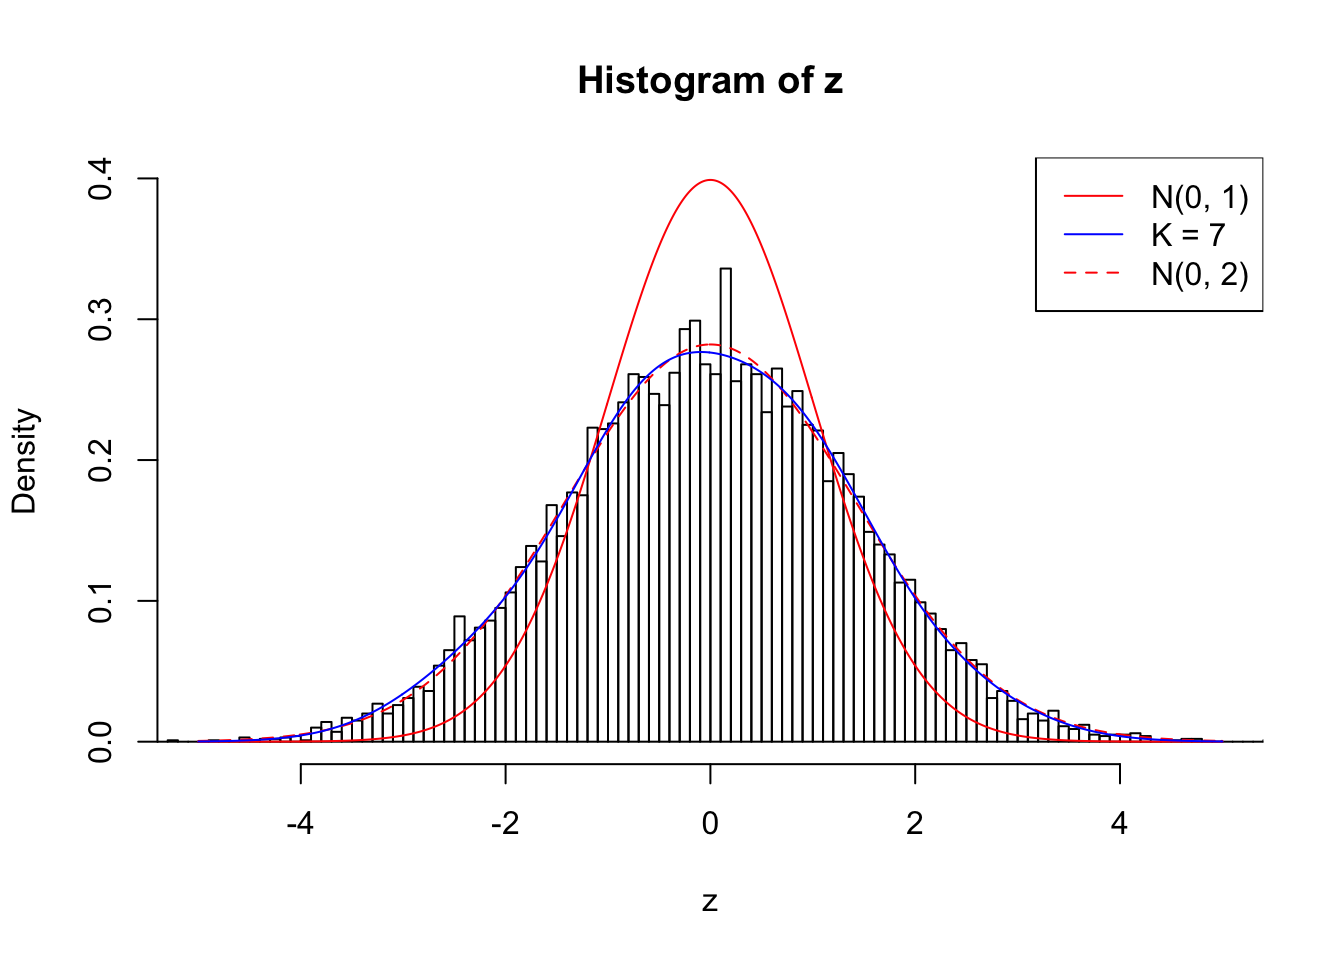 Histogram of z
N(0, 1)
K = 7
N(0, 2)
Density
0.4
0.3
0.2
0.1
0.0
-4 -2 0 2 4
z